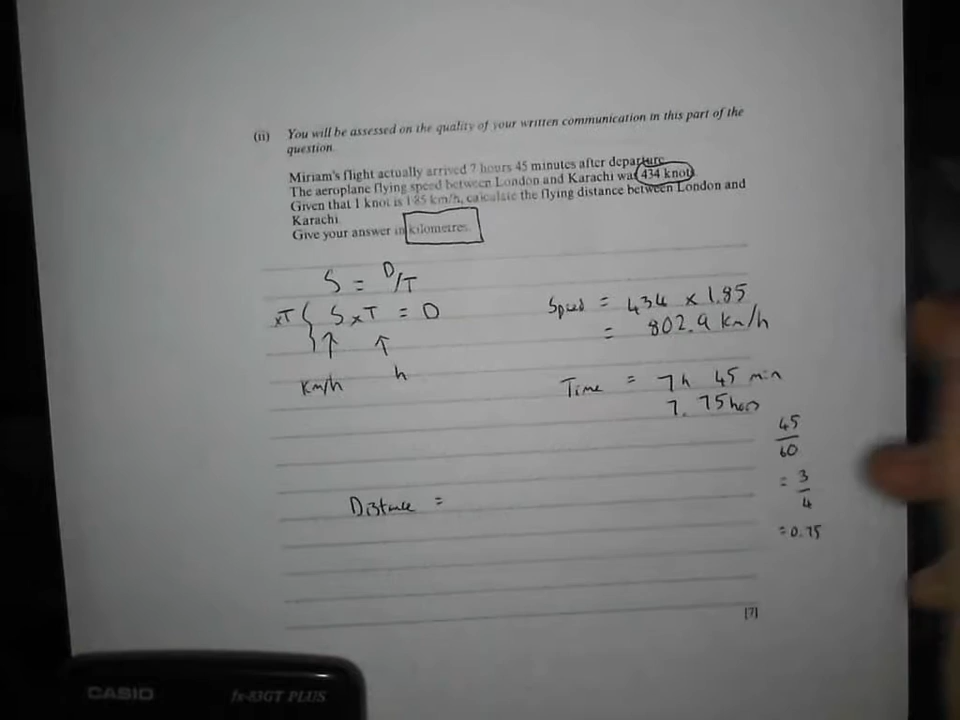 (ii) You will be assessed on the quality of your written communication in this part of the
question.
Miriam's flight actually arrived 7 hours 45 minutes after departure.
The aeroplane flying speed between London and Karachi was 434 knots.
Given that 1 knot is 1.85 km/h, calculate the flying distance between London and
Karachi.
Give your answer in kilometres.
S = D/T
xT S x T = D
Km/h h
Speed = 434 x 1.85
= 802.9 Km/h
Time = 7h 45 min
7.75 hours
45
60
= 3
4
= 0.75
Distance =
[7]
CASIO fx-83GT PLUS